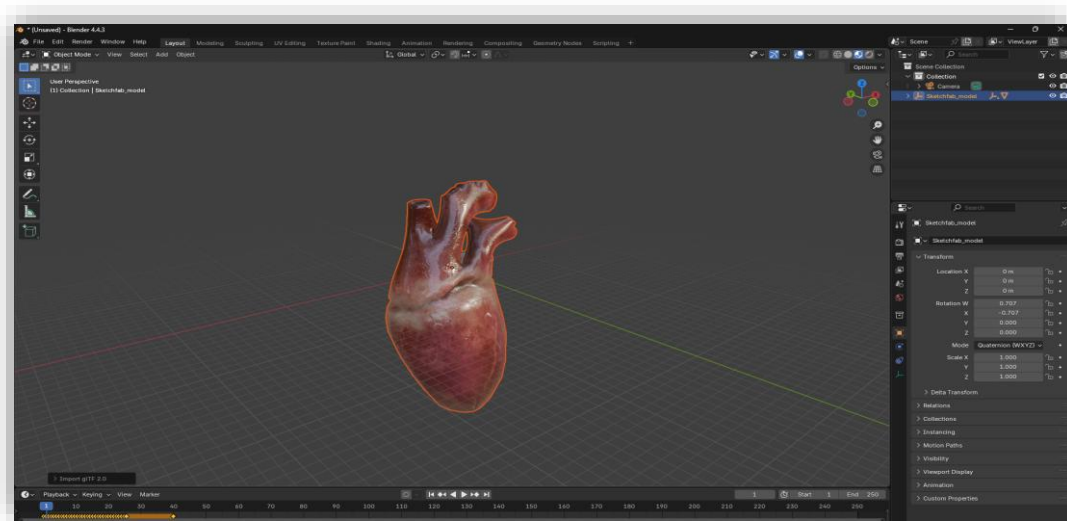 * (Unsaved) - Blender 4.4.3
File Edit Render Window Help Layout Modeling Sculpting UV Editing Texture Paint Shading Animation Rendering Compositing Geometry Nodes Scripting + Scene ViewLayer
Object Mode View Select Add Object Global Search
Options
User Perspective
(1) Collection | Sketchfab_model
Scene Collection
Collection
Camera
Sketchfab_model
Search
Sketchfab_model
Sketchfab_model
Transform
Location X 0 m
Y 0 m
Z 0 m
Rotation W 0.707
X -0.707
Y 0.000
Z 0.000
Mode Quaternion (WXYZ)
Scale X 1.000
Y 1.000
Z 1.000
Delta Transform
Relations
Collections
Instancing
Motion Paths
Visibility
Viewport Display
Animation
Custom Properties
Import glTF 2.0
Playback Keying View Marker 1 Start 1 End 250
1 10 20 30 40 50 60 70 80 90 100 110 120 130 140 150 160 170 180 190 200 210 220 230 240 250